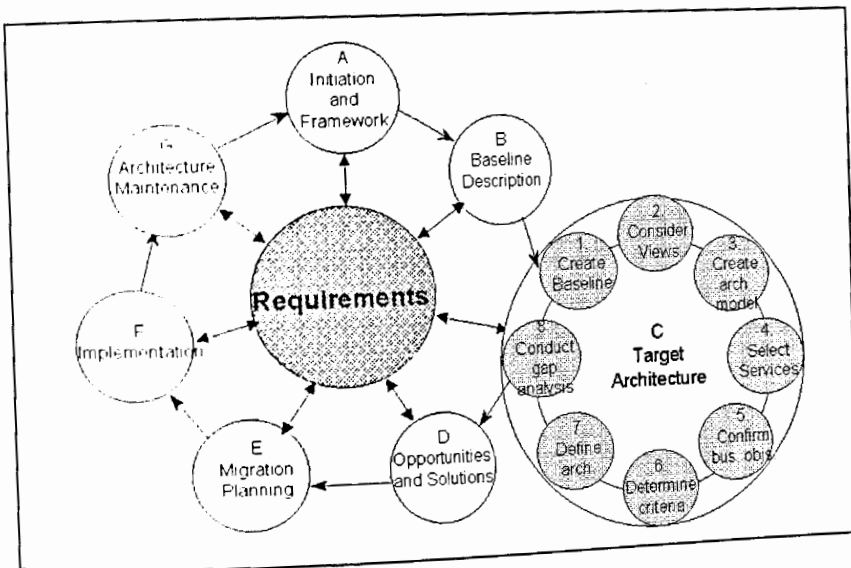 A
Initiation
and
Framework
B
Baseline
Description
G
Architecture
Maintenance
Requirements
F
Implementation
E
Migration
Planning
D
Opportunities
and Solutions
C
Target
Architecture
1
Create
Baseline
2
Consider
Views
3
Create
arch
model
4
Select
Services
5
Confirm
bus. objs
6
Determine
criteria
7
Define
arch
8
Conduct
gap
analysis